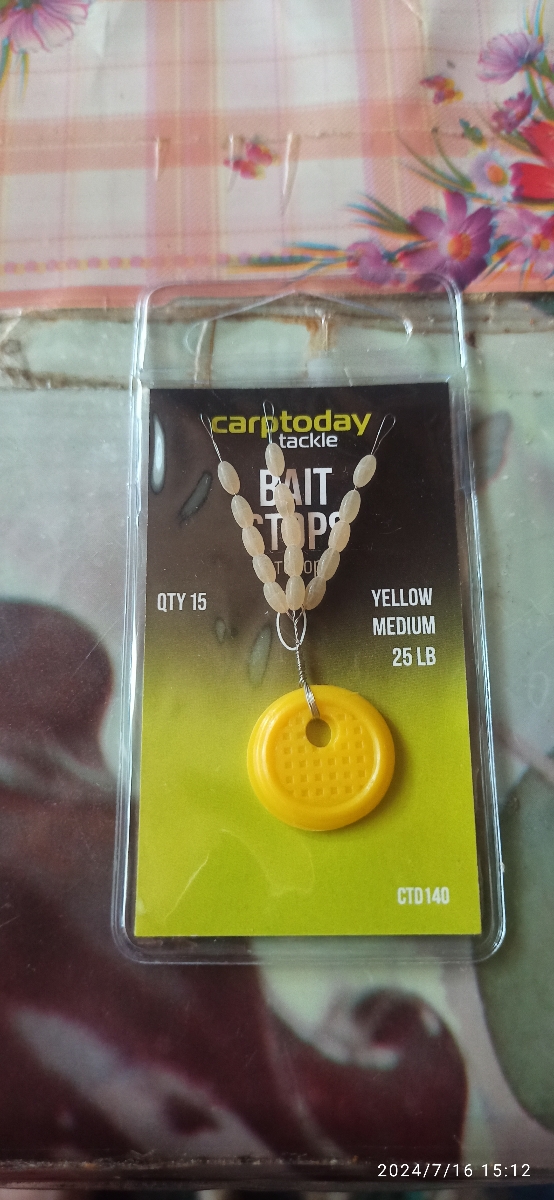 carptoday
tackle
BAIT
STOPS
QTY 15
YELLOW
MEDIUM
25 LB
CTD140
2024/7/16 15:12